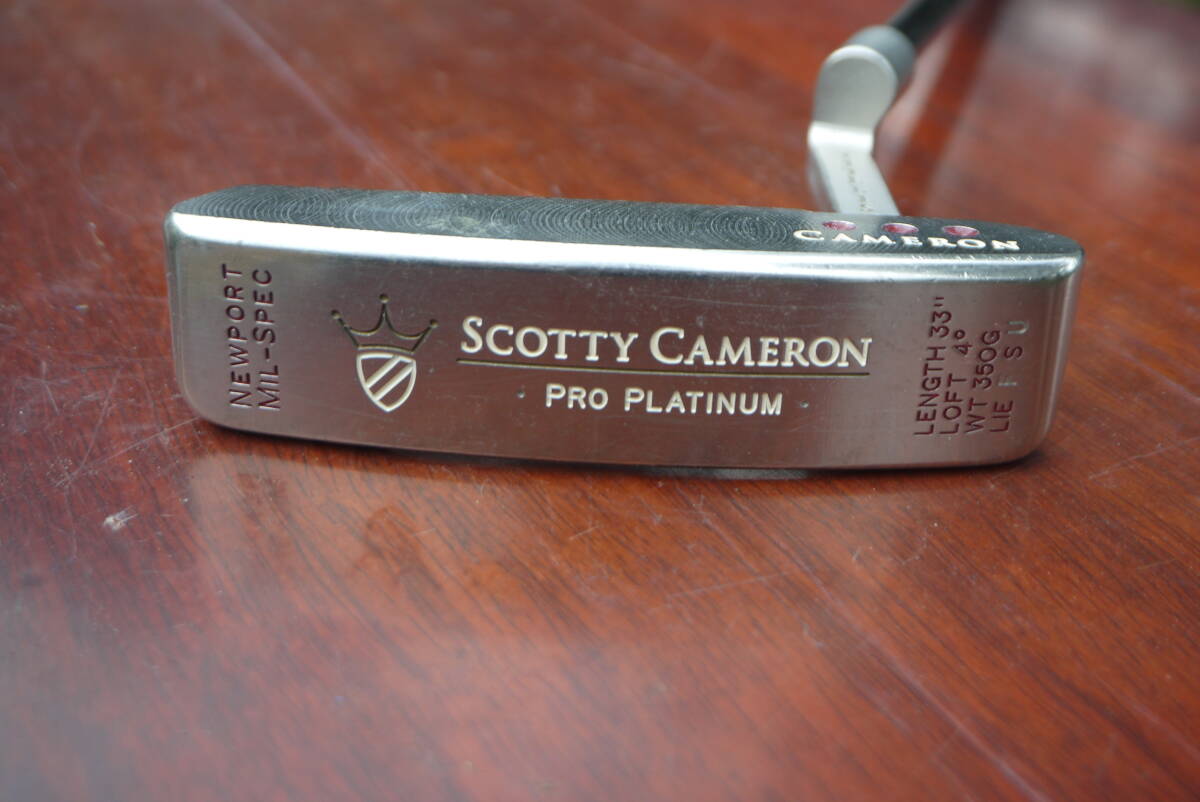 CAMERON
NEWPORT
MIL-SPEC
SCOTTY CAMERON
PRO PLATINUM
LENGTH 33"
LOFT 4°
WT 350G
LIE F S U